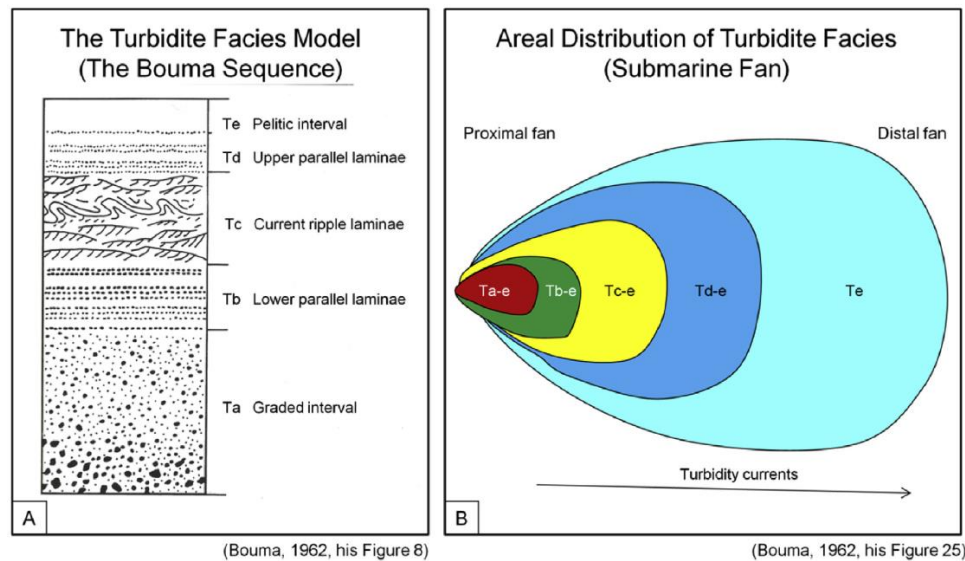 The Turbidite Facies Model
(The Bouma Sequence)
Te Pelitic interval
Td Upper parallel laminae
Tc Current ripple laminae
Tb Lower parallel laminae
Ta Graded interval
A
(Bouma, 1962, his Figure 8)
Areal Distribution of Turbidite Facies
(Submarine Fan)
Proximal fan
Distal fan
Ta-e
Tb-e
Tc-e
Td-e
Te
Turbidity currents
B
(Bouma, 1962, his Figure 25)